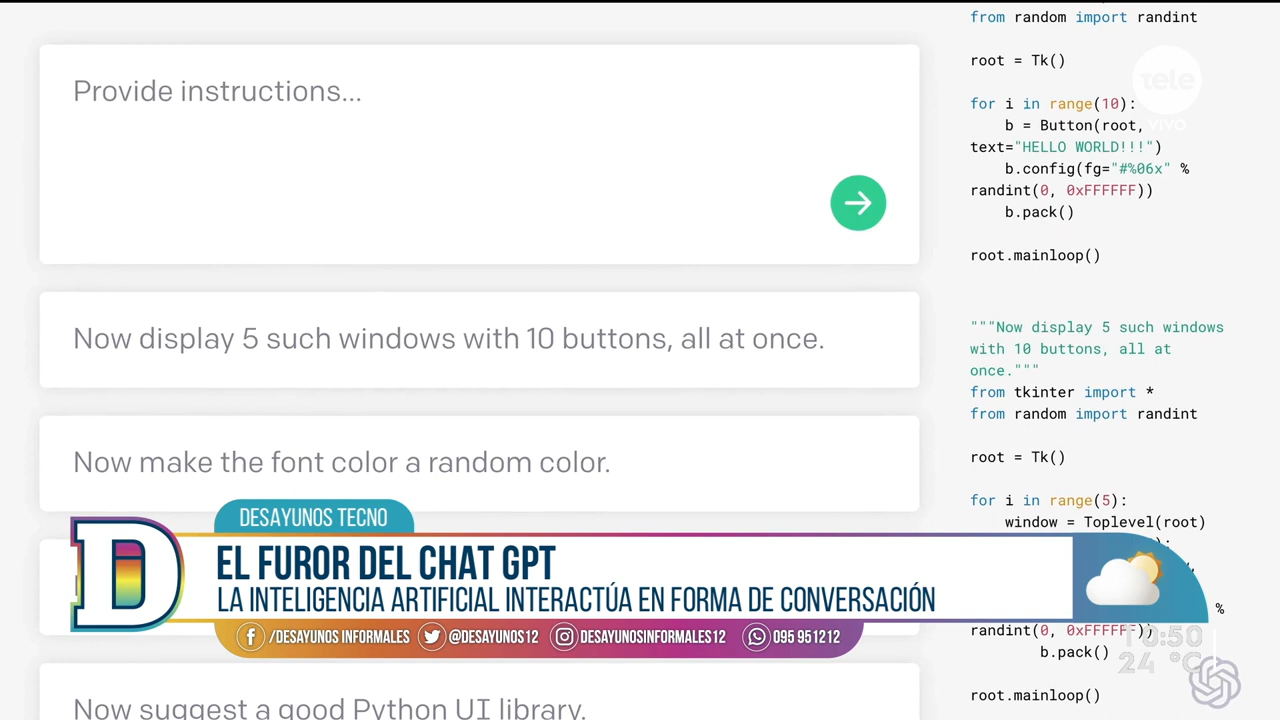 Provide instructions...
Now display 5 such windows with 10 buttons, all at once.
Now make the font color a random color.
Now suggest a good Python UI library.
from random import randint
root = Tk()
for i in range(10):
b = Button(root,
text="HELLO WORLD!!!")
b.config(fg="#%06x" %
randint(0, 0xFFFFFF))
b.pack()
root.mainloop()
"""Now display 5 such windows
with 10 buttons, all at
once."""
from tkinter import *
from random import randint
root = Tk()
for i in range(5):
window = Toplevel(root)
%
randint(0, 0xFFFFFF))
b.pack()
root.mainloop()
tele
VIVO
DESAYUNOS TECNO
D
EL FUROR DEL CHAT GPT
LA INTELIGENCIA ARTIFICIAL INTERACTÚA EN FORMA DE CONVERSACIÓN
/DESAYUNOS INFORMALES @DESAYUNOS12 DESAYUNOSINFORMALES12 095 951212
24 °C